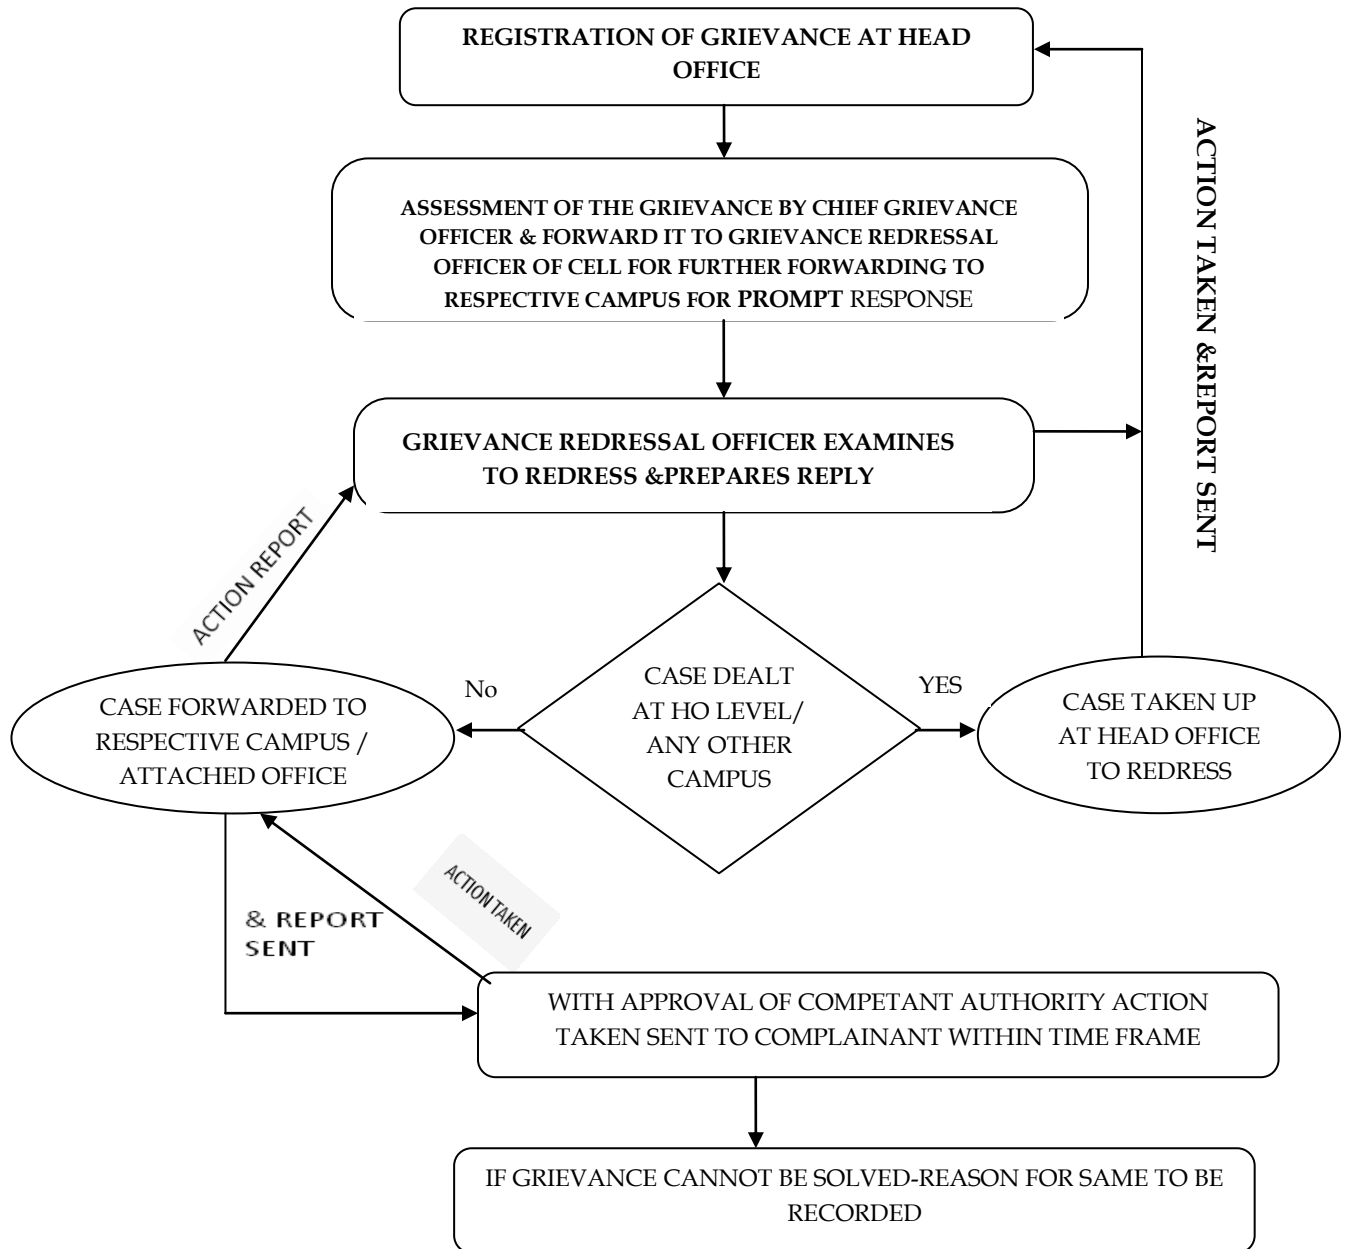 REGISTRATION OF GRIEVANCE AT HEAD
OFFICE
ACTION TAKEN &REPORT SENT
ASSESSMENT OF THE GRIEVANCE BY CHIEF GRIEVANCE
OFFICER & FORWARD IT TO GRIEVANCE REDRESSAL
OFFICER OF CELL FOR FURTHER FORWARDING TO
RESPECTIVE CAMPUS FOR PROMPT RESPONSE
GRIEVANCE REDRESSAL OFFICER EXAMINES
TO REDRESS &PREPARES REPLY
ACTION REPORT
CASE DEALT
AT HO LEVEL/
ANY OTHER
CAMPUS
No
YES
CASE FORWARDED TO
RESPECTIVE CAMPUS /
ATTACHED OFFICE
CASE TAKEN UP
AT HEAD OFFICE
TO REDRESS
ACTION TAKEN
& REPORT
SENT
WITH APPROVAL OF COMPETANT AUTHORITY ACTION
TAKEN SENT TO COMPLAINANT WITHIN TIME FRAME
IF GRIEVANCE CANNOT BE SOLVED-REASON FOR SAME TO BE
RECORDED